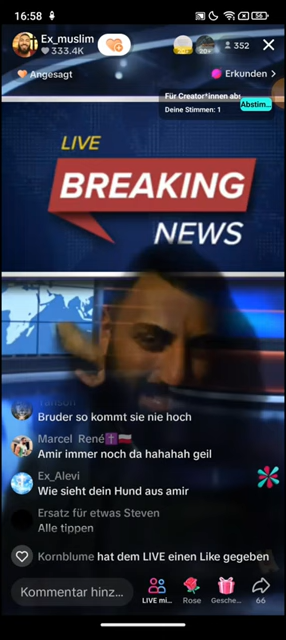 16:58
56
Ex_muslim
333.4K
20+
352
Angesagt
Erkunden
Für Creator*innen abs
Deine Stimmen: 1
Abstim...
LIVE
BREAKING
NEWS
Bruder so kommt sie nie hoch
Marcel René
Amir immer noch da hahahah geil
Ex_Alevi
Wie sieht dein Hund aus amir
Ersatz für etwas Steven
Alle tippen
Kornblume hat dem LIVE einen Like gegeben
Kommentar hinz...
LIVE mi...
Rose
Gesche...
66